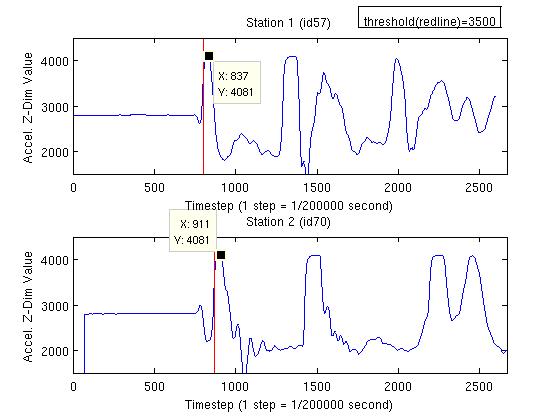 Station 1 (id57)
threshold(redline)=3500
Accel. Z-Dim Value
4000
3000
2000
X: 837
Y: 4081
0 500 1000 1500 2000 2500
Timestep (1 step = 1/200000 second)
Station 2 (id70)
Accel. Z-Dim Value
4000
3000
2000
X: 911
Y: 4081
0 500 1000 1500 2000 2500
Timestep (1 step = 1/200000 second)